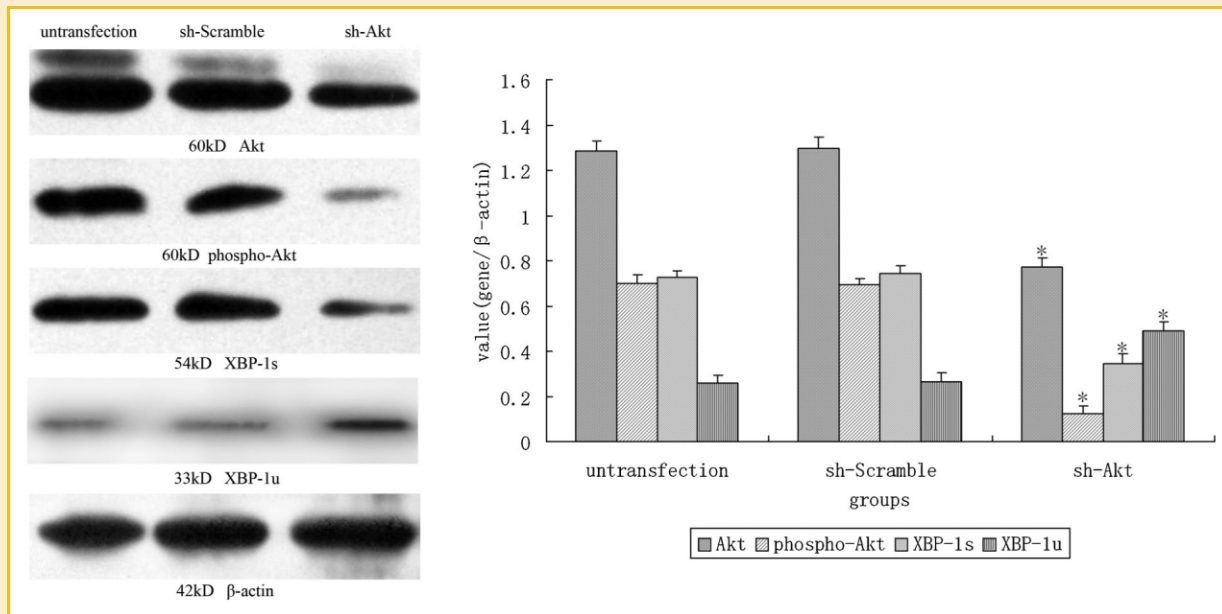 untransfection sh-Scramble sh-Akt
60kD Akt
60kD phospho-Akt
54kD XBP-1s
33kD XBP-1u
42kD β-actin
value(gene/β-actin)
1.8
1.6
1.4
1.2
1
0.8
0.6
0.4
0.2
0
* * * *
untransfection sh-Scramble sh-Akt
groups
Akt phospho-Akt XBP-1s XBP-1u